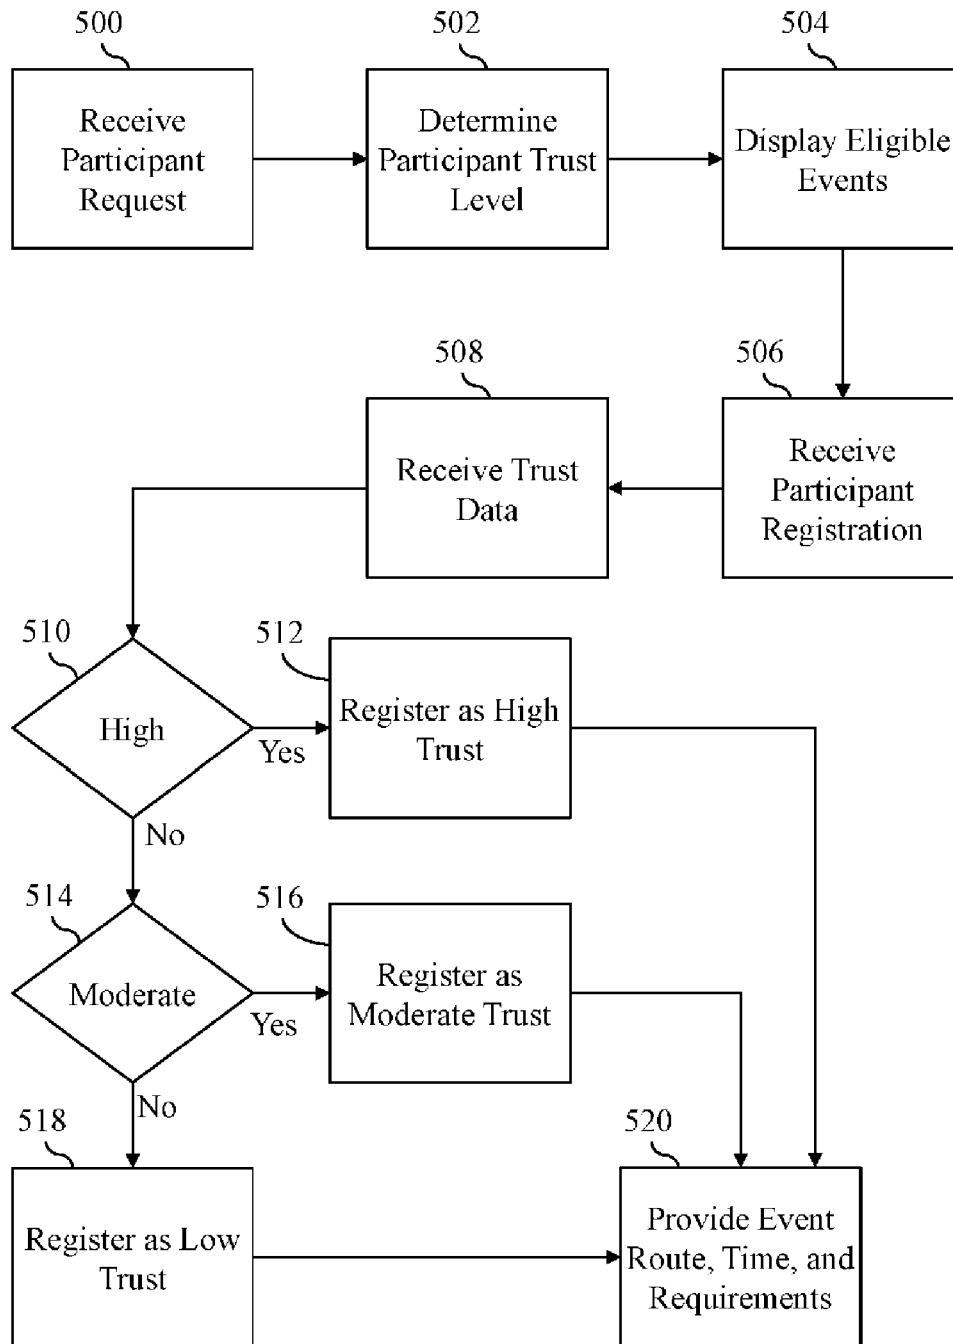 500
Receive
Participant
Request
502
Determine
Participant Trust
Level
504
Display Eligible
Events
506
Receive
Participant
Registration
508
Receive Trust
Data
510
High
Yes
No
512
Register as High
Trust
514
Moderate
Yes
No
516
Register as
Moderate Trust
518
Register as Low
Trust
520
Provide Event
Route, Time, and
Requirements